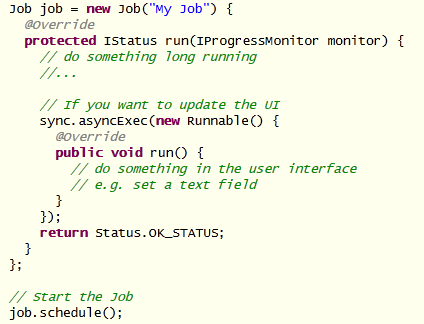 Job job = new Job("My Job") {
  @Override
  protected IStatus run(IProgressMonitor monitor) {
    // do something long running
    //...

    // If you want to update the UI
    sync.asyncExec(new Runnable() {
      @Override
      public void run() {
        // do something in the user interface
        // e.g. set a text field
      }
    });
    return Status.OK_STATUS;
  }
};

// Start the Job
job.schedule();